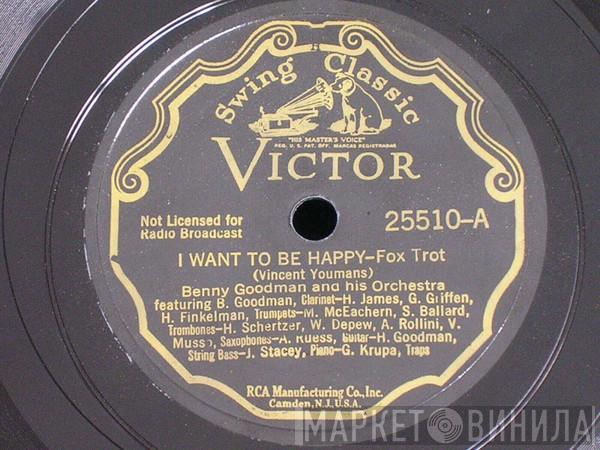 Swing Classic
"HIS MASTER'S VOICE"
REG. U. S. PAT. OFF. MARCAS REGISTRADAS
VICTOR
Not Licensed for
Radio Broadcast
25510-A
I WANT TO BE HAPPY-Fox Trot
(Vincent Youmans)
Benny Goodman and his Orchestra
featuring B. Goodman, Clarinet-H. James, G. Griffen,
H. Finkelman, Trumpets-M. McEachern, S. Ballard,
Trombones-H. Schertzer, W. Depew, A. Rollini, V.
Musso, Saxophones-A. Ruess, Guitar-H. Goodman,
String Bass-J. Stacey, Piano-G. Krupa, Traps
RCA Manufacturing Co., Inc.
Camden, N.J., U.S.A.
МАРКЕТ ВИНИЛА